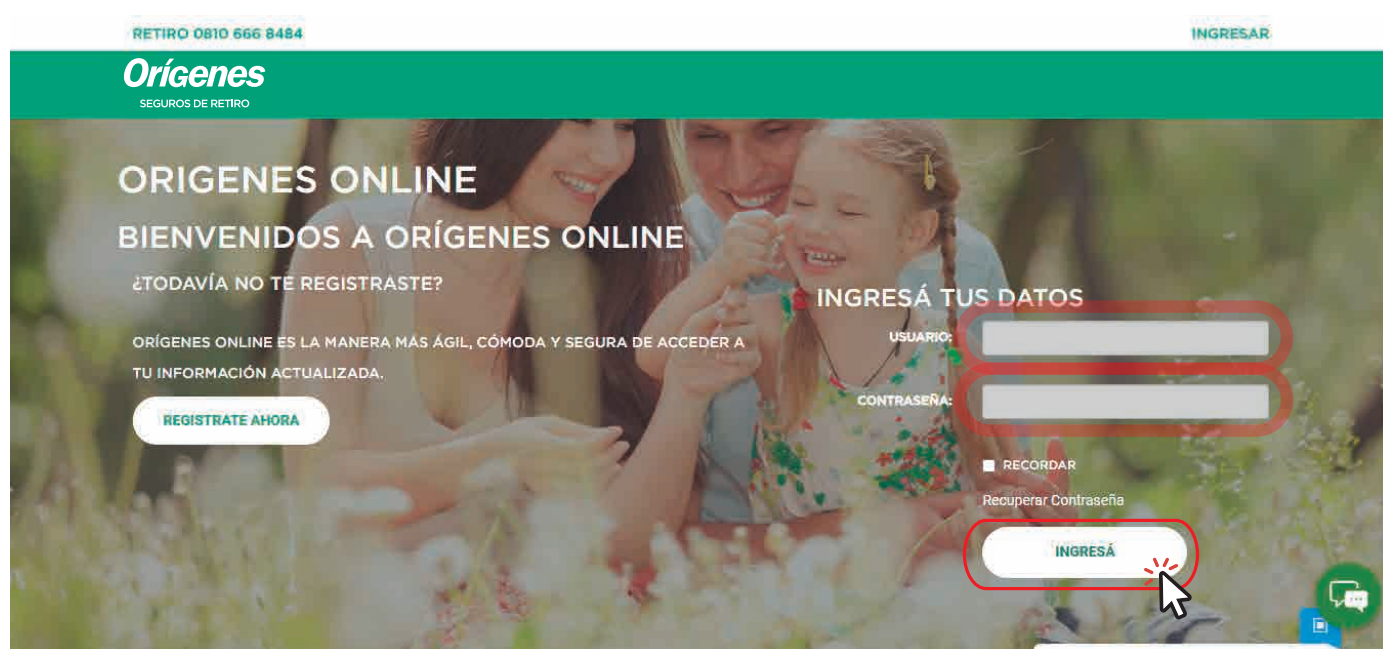 RETIRO 0810 666 8484
INGRESAR
Orígenes
SEGUROS DE RETIRO
ORIGENES ONLINE
BIENVENIDOS A ORÍGENES ONLINE
¿TODAVÍA NO TE REGISTRASTE?
ORÍGENES ONLINE ES LA MANERA MÁS ÁGIL, CÓMODA Y SEGURA DE ACCEDER A
TU INFORMACIÓN ACTUALIZADA.
REGISTRATE AHORA
INGRESÁ TUS DATOS
USUARIO:
CONTRASEÑA:
RECORDAR
Recuperar Contraseña
INGRESÁ